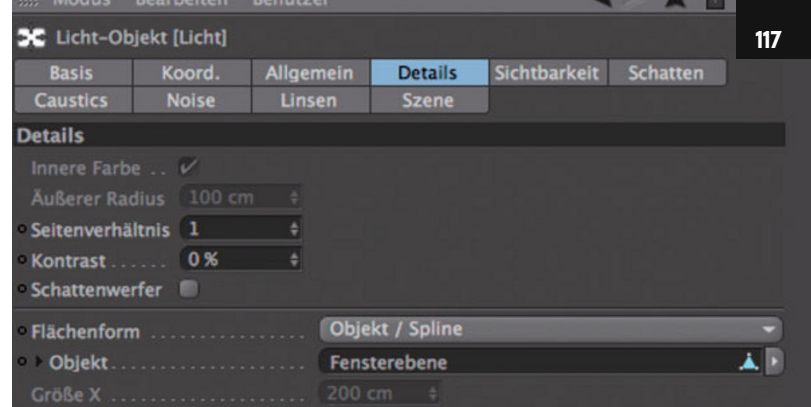 Modus Bearbeiten Benutzer
117
Licht-Objekt [Licht]
Basis Koord. Allgemein Details Sichtbarkeit Schatten
Caustics Noise Linsen Szene
Details
Innere Farbe . . ✓
Äußerer Radius 100 cm
Seitenverhältnis 1
Kontrast . . . . . . 0 %
Schattenwerfer
Flächenform . . . . . . . . . . . . . . . . . Objekt / Spline
Objekt . . . . . . . . . . . . . . . . . . . . . Fensterebene
Größe X . . . . . . . . . . . . . . . . . . . . . 200 cm